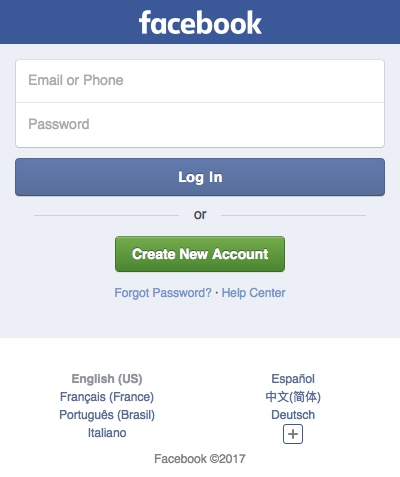 facebook
Email or Phone
Password
Log In
or
Create New Account
Forgot Password? · Help Center
English (US) Español
Français (France) 中文(简体)
Português (Brasil) Deutsch
Italiano +
Facebook ©2017